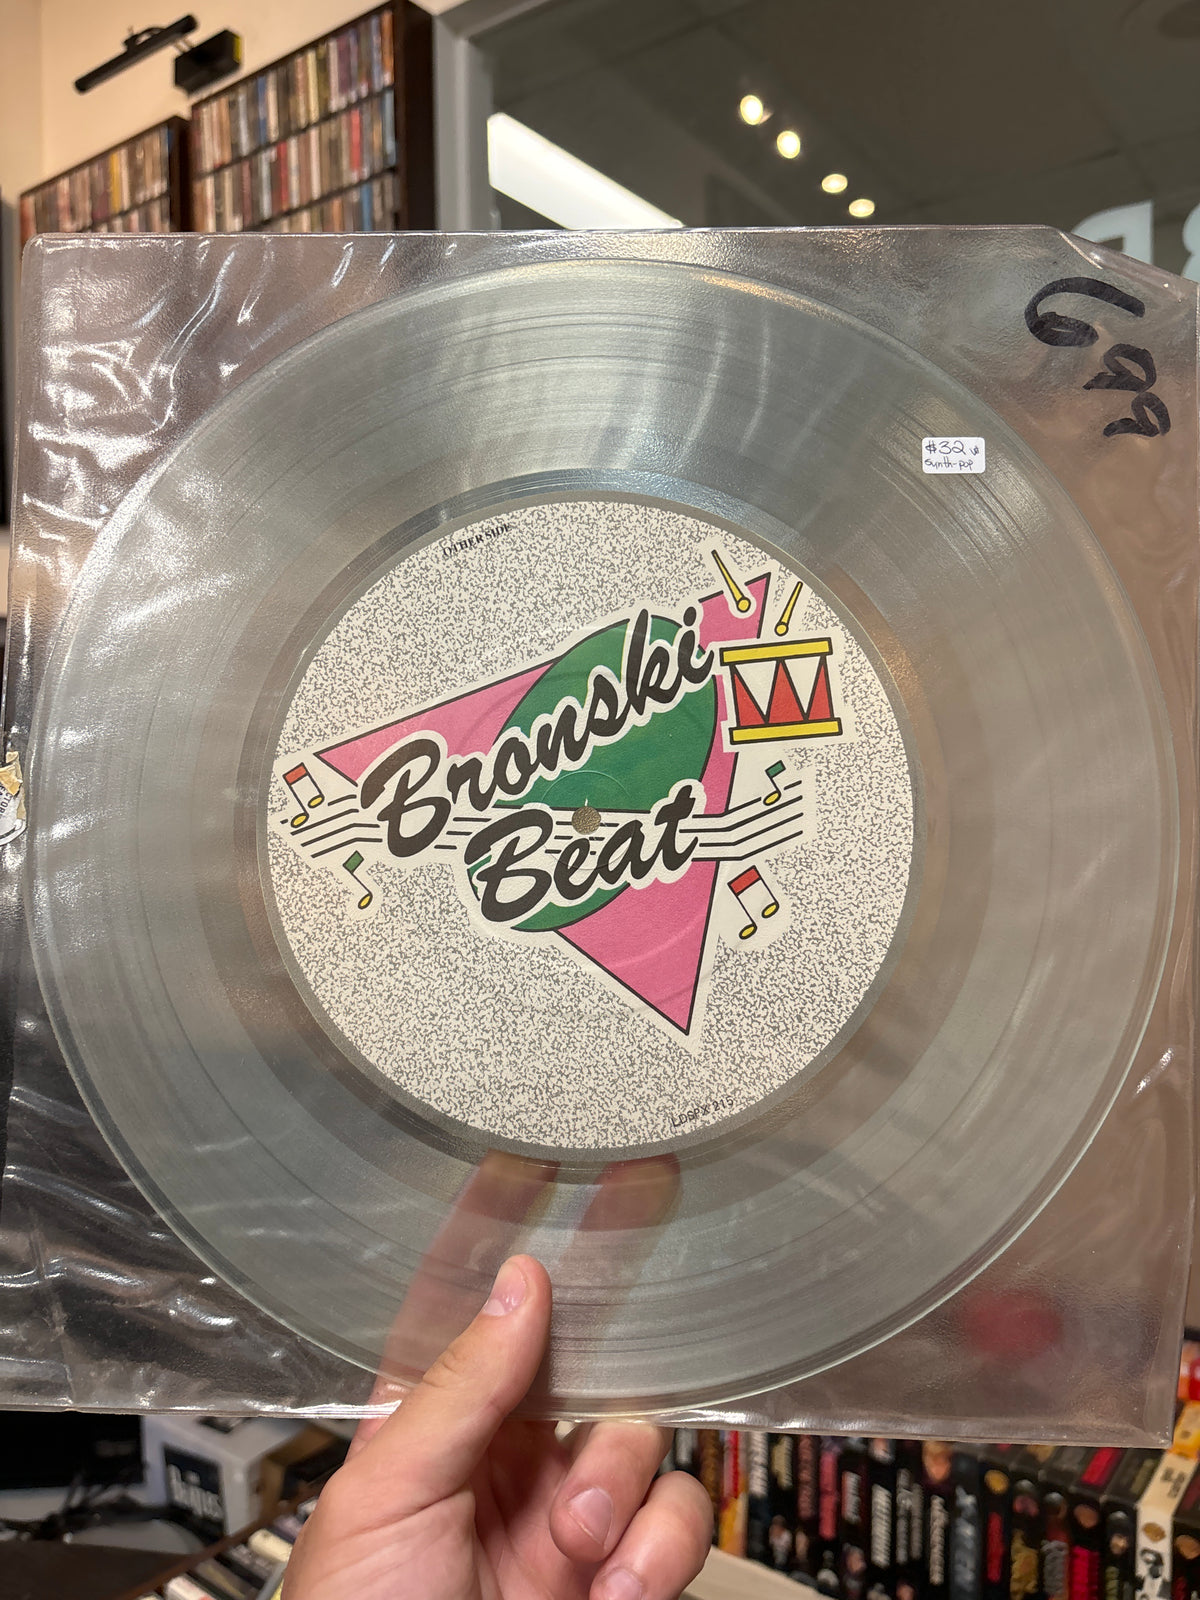 699
$32
synth-pop
OTHER SIDE
Bronski
Beat
LDSPX 215